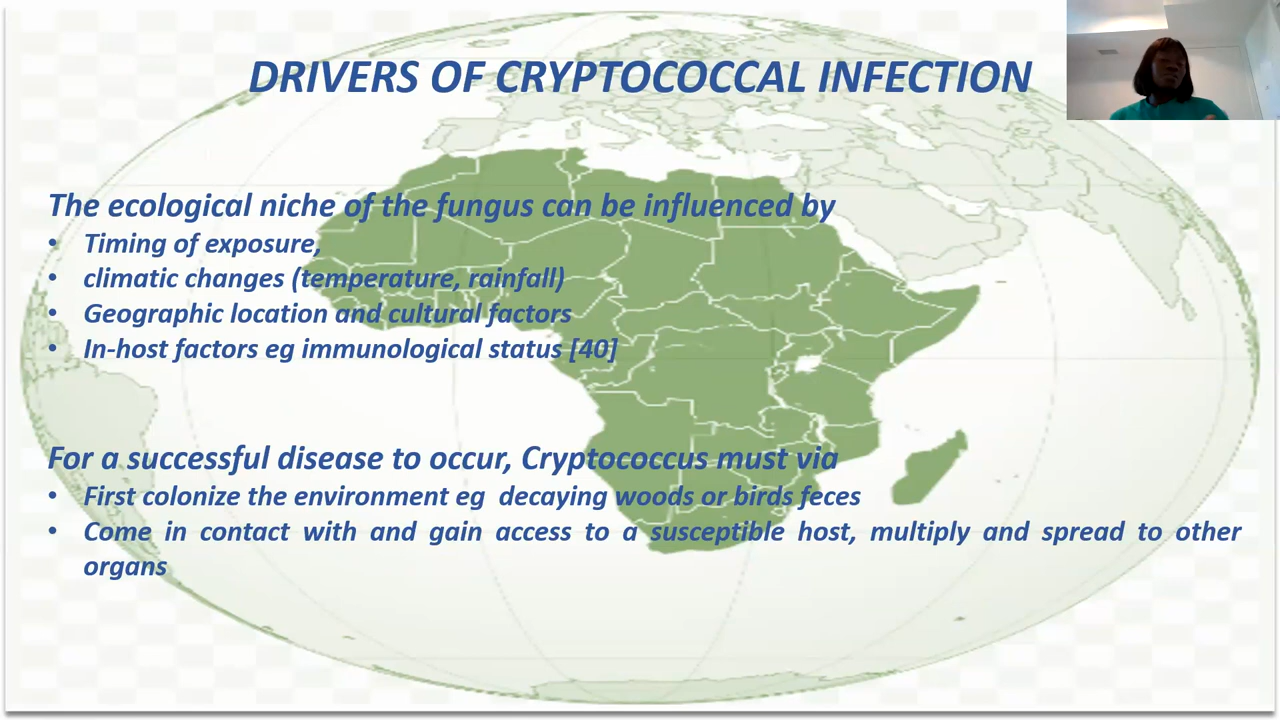 DRIVERS OF CRYPTOCOCCAL INFECTION
The ecological niche of the fungus can be influenced by
• Timing of exposure,
• climatic changes (temperature, rainfall)
• Geographic location and cultural factors
• In-host factors eg immunological status [40]
For a successful disease to occur, Cryptococcus must via
• First colonize the environment eg decaying woods or birds feces
• Come in contact with and gain access to a susceptible host, multiply and spread to other
organs